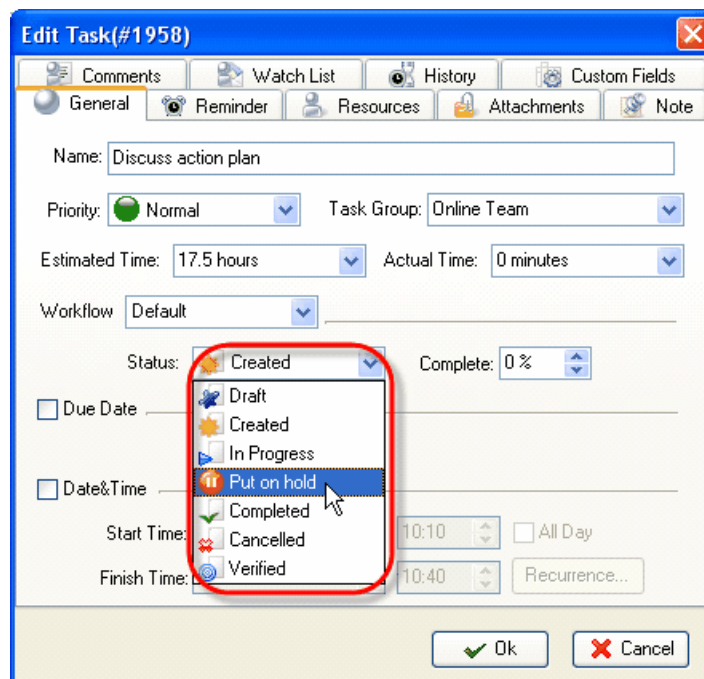 Edit Task(#1958)
Comments Watch List History Custom Fields
General Reminder Resources Attachments Note
Name: Discuss action plan
Priority: Normal Task Group: Online Team
Estimated Time: 17.5 hours Actual Time: 0 minutes
Workflow Default
Status: Created Complete: 0 %
Draft
Due Date
Created
In Progress
Put on hold
Date&Time
Completed
Start Time: 10:10 All Day
Cancelled
Verified
Finish Time: 10:40 Recurrence...
Ok Cancel